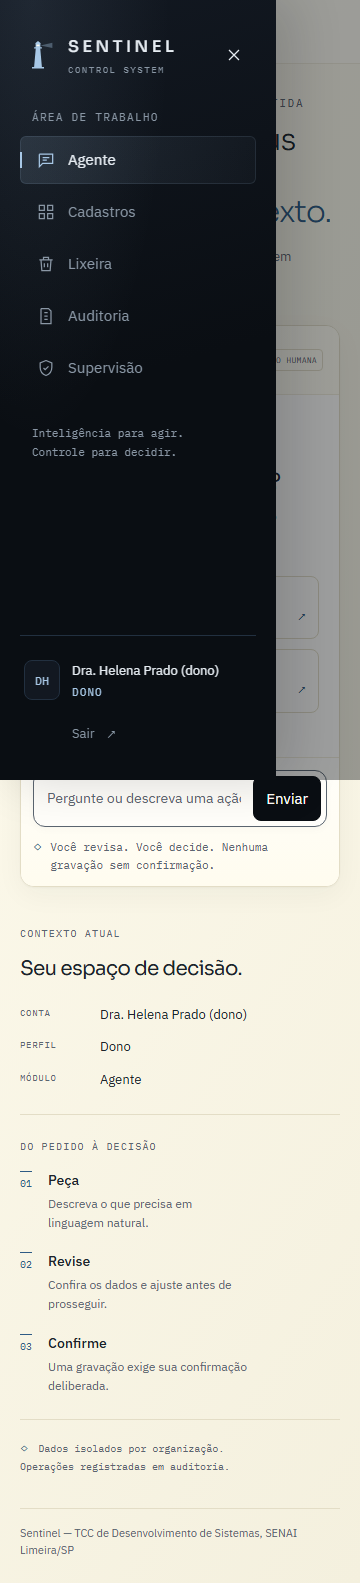 SENTINEL
CONTROL SYSTEM
ÁREA DE TRABALHO
Agente
Cadastros
Lixeira
Auditoria
Supervisão
Inteligência para agir.
Controle para decidir.
Dra. Helena Prado (dono)
DH
DONO
Sair ↗
HUMANA
↗
↗
Pergunte ou descreva uma açã
Enviar
◇ Você revisa. Você decide. Nenhuma
gravação sem confirmação.
CONTEXTO ATUAL
Seu espaço de decisão.
CONTA Dra. Helena Prado (dono)
PERFIL Dono
MÓDULO Agente
DO PEDIDO À DECISÃO
01 Peça
Descreva o que precisa em
linguagem natural.
02 Revise
Confira os dados e ajuste antes de
prosseguir.
03 Confirme
Uma gravação exige sua confirmação
deliberada.
◇ Dados isolados por organização.
Operações registradas em auditoria.
Sentinel — TCC de Desenvolvimento de Sistemas, SENAI
Limeira/SP